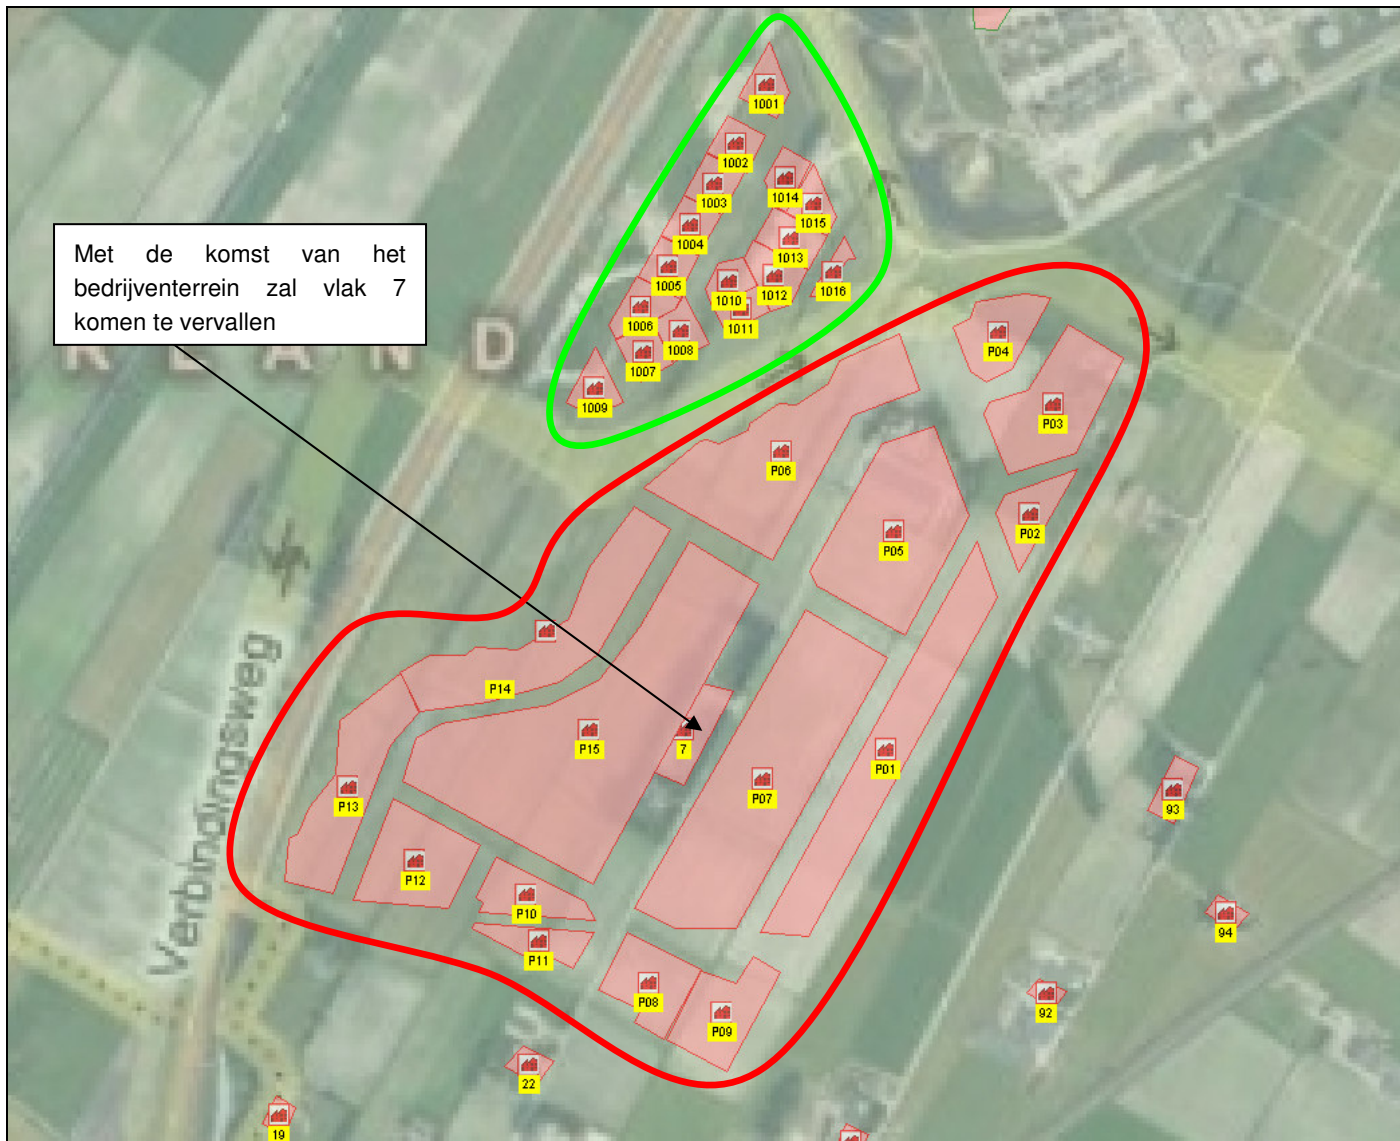 1001
1002
1003
1014
1015
1004
1013
1005
1010
1012
1016
1006
1011
1008
1007
1009
Met de komst van het
bedrijventerrein zal vlak 7
komen te vervallen
R L A N D
P04
P03
P06
P02
P05
P14
P15
7
P01
P07
P13
93
P12
P10
94
P11
P08
P09
92
22
19
Verbindingsweg